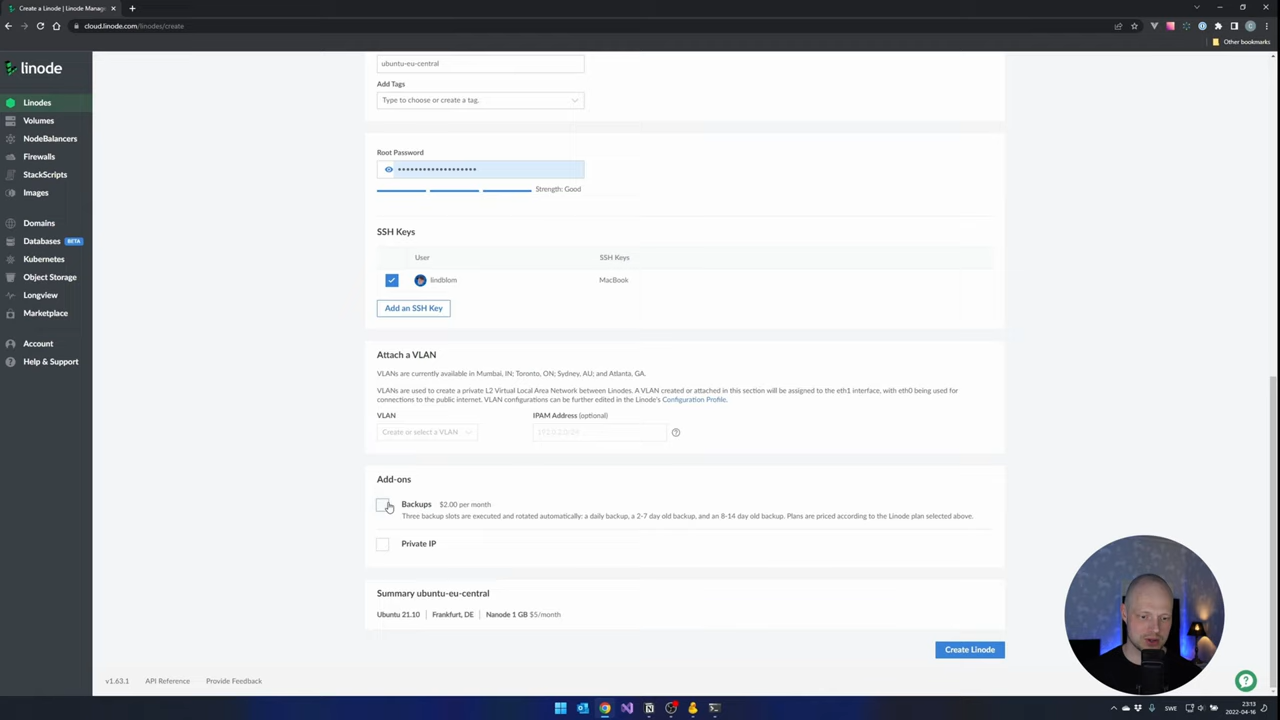 Create a Linode | Linode Manag
cloud.linode.com/linodes/create
Other bookmarks
linode
Linodes
Volumes
NodeBalancers
Firewalls
StackScripts
Images
Domains
Databases BETA
Kubernetes
Object Storage
Longview
Marketplace
Account
Help & Support
ubuntu-eu-central
Add Tags
Type to choose or create a tag.
Root Password
•••••••••••••••••••
Strength: Good
SSH Keys
User SSH Keys
lindblom MacBook
Add an SSH Key
Attach a VLAN
VLANs are currently available in Mumbai, IN; Toronto, ON; Sydney, AU; and Atlanta, GA.
VLANs are used to create a private L2 Virtual Local Area Network between Linodes. A VLAN created or attached in this section will be assigned to the eth1 interface, with eth0 being used for
connections to the public internet. VLAN configurations can be further edited in the Linode's Configuration Profile.
VLAN IPAM Address (optional)
Create or select a VLAN 192.0.2.0/24
Add-ons
Backups $2.00 per month
Three backup slots are executed and rotated automatically: a daily backup, a 2-7 day old backup, and an 8-14 day old backup. Plans are priced according to the Linode plan selected above.
Private IP
Summary ubuntu-eu-central
Ubuntu 21.10 | Frankfurt, DE | Nanode 1 GB $5/month
Create Linode
v1.63.1 API Reference Provide Feedback
SWE
23:13
2022-04-16